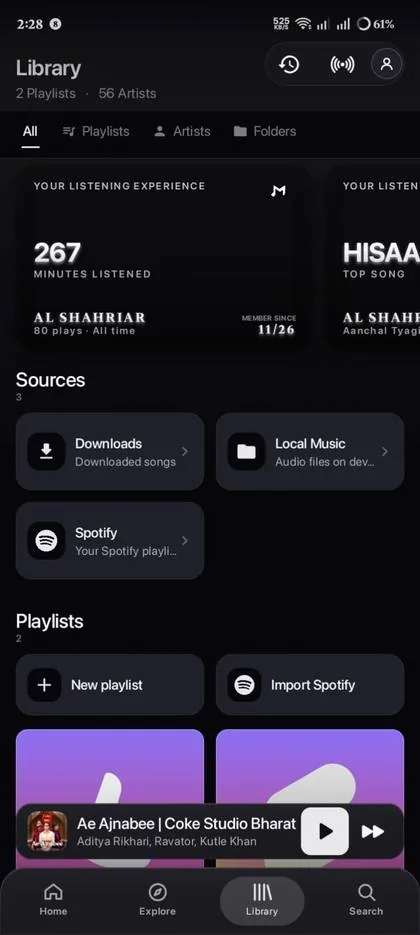 2:28 8 525 KB/S 61%
Library
2 Playlists · 56 Artists
All Playlists Artists Folders
YOUR LISTENING EXPERIENCE
267
MINUTES LISTENED
AL SHAHRIAR
80 plays · All time
MEMBER SINCE
11/26
YOUR LISTEN
HISAA
TOP SONG
AL SHAHR
Aanchal Tyagi
Sources
3
Downloads
Downloaded songs
Local Music
Audio files on dev...
Spotify
Your Spotify playli...
Playlists
2
New playlist
Import Spotify
Ae Ajnabee | Coke Studio Bharat
Aditya Rikhari, Ravator, Kutle Khan
Home Explore Library Search